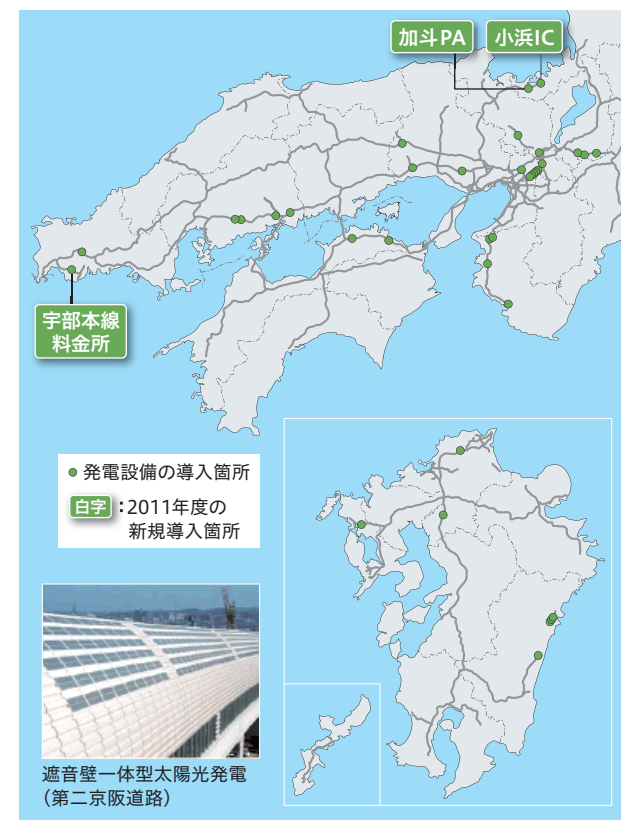 加斗PA
小浜IC
宇部本線
料金所
発電設備の導入箇所
白字：2011年度の
新規導入箇所
遮音壁一体型太陽光発電
（第二京阪道路）